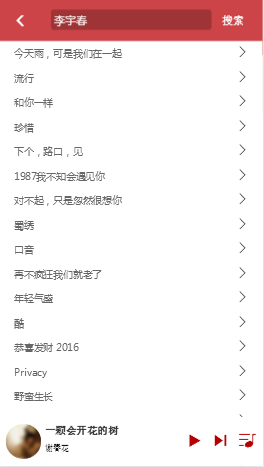 李宇春 搜索
今天雨，可是我们在一起
流行
和你一样
珍惜
下个，路口，见
1987我不知会遇见你
对不起，只是忽然很想你
蜀绣
口音
再不疯狂我们就老了
年轻气盛
酷
恭喜发财 2016
Privacy
野蛮生长
一颗会开花的树
谢春花